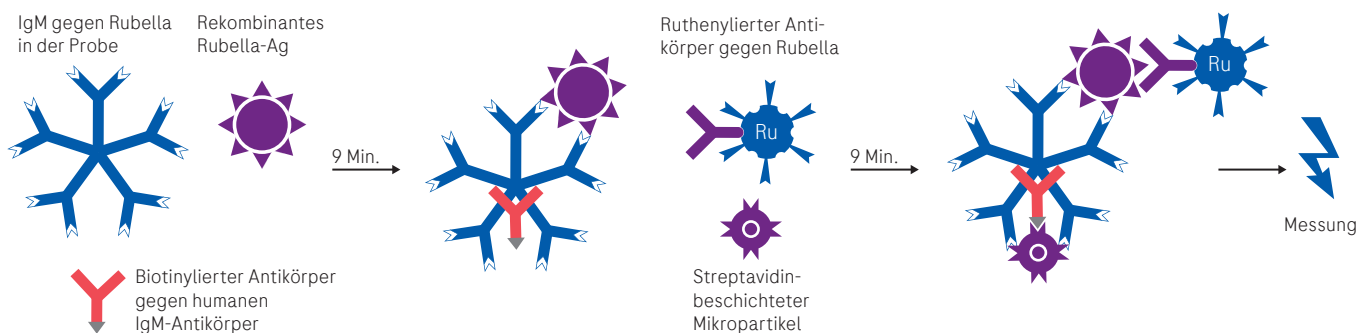 IgM gegen Rubella
in der Probe
Rekombinantes
Rubella-Ag
9 Min.
Biotinylierter Antikörper
gegen humanen
IgM-Antikörper
Ruthenylierter Anti-
körper gegen Rubella
Ru
Streptavidin-
beschichteter
Mikropartikel
9 Min.
Ru
Messung